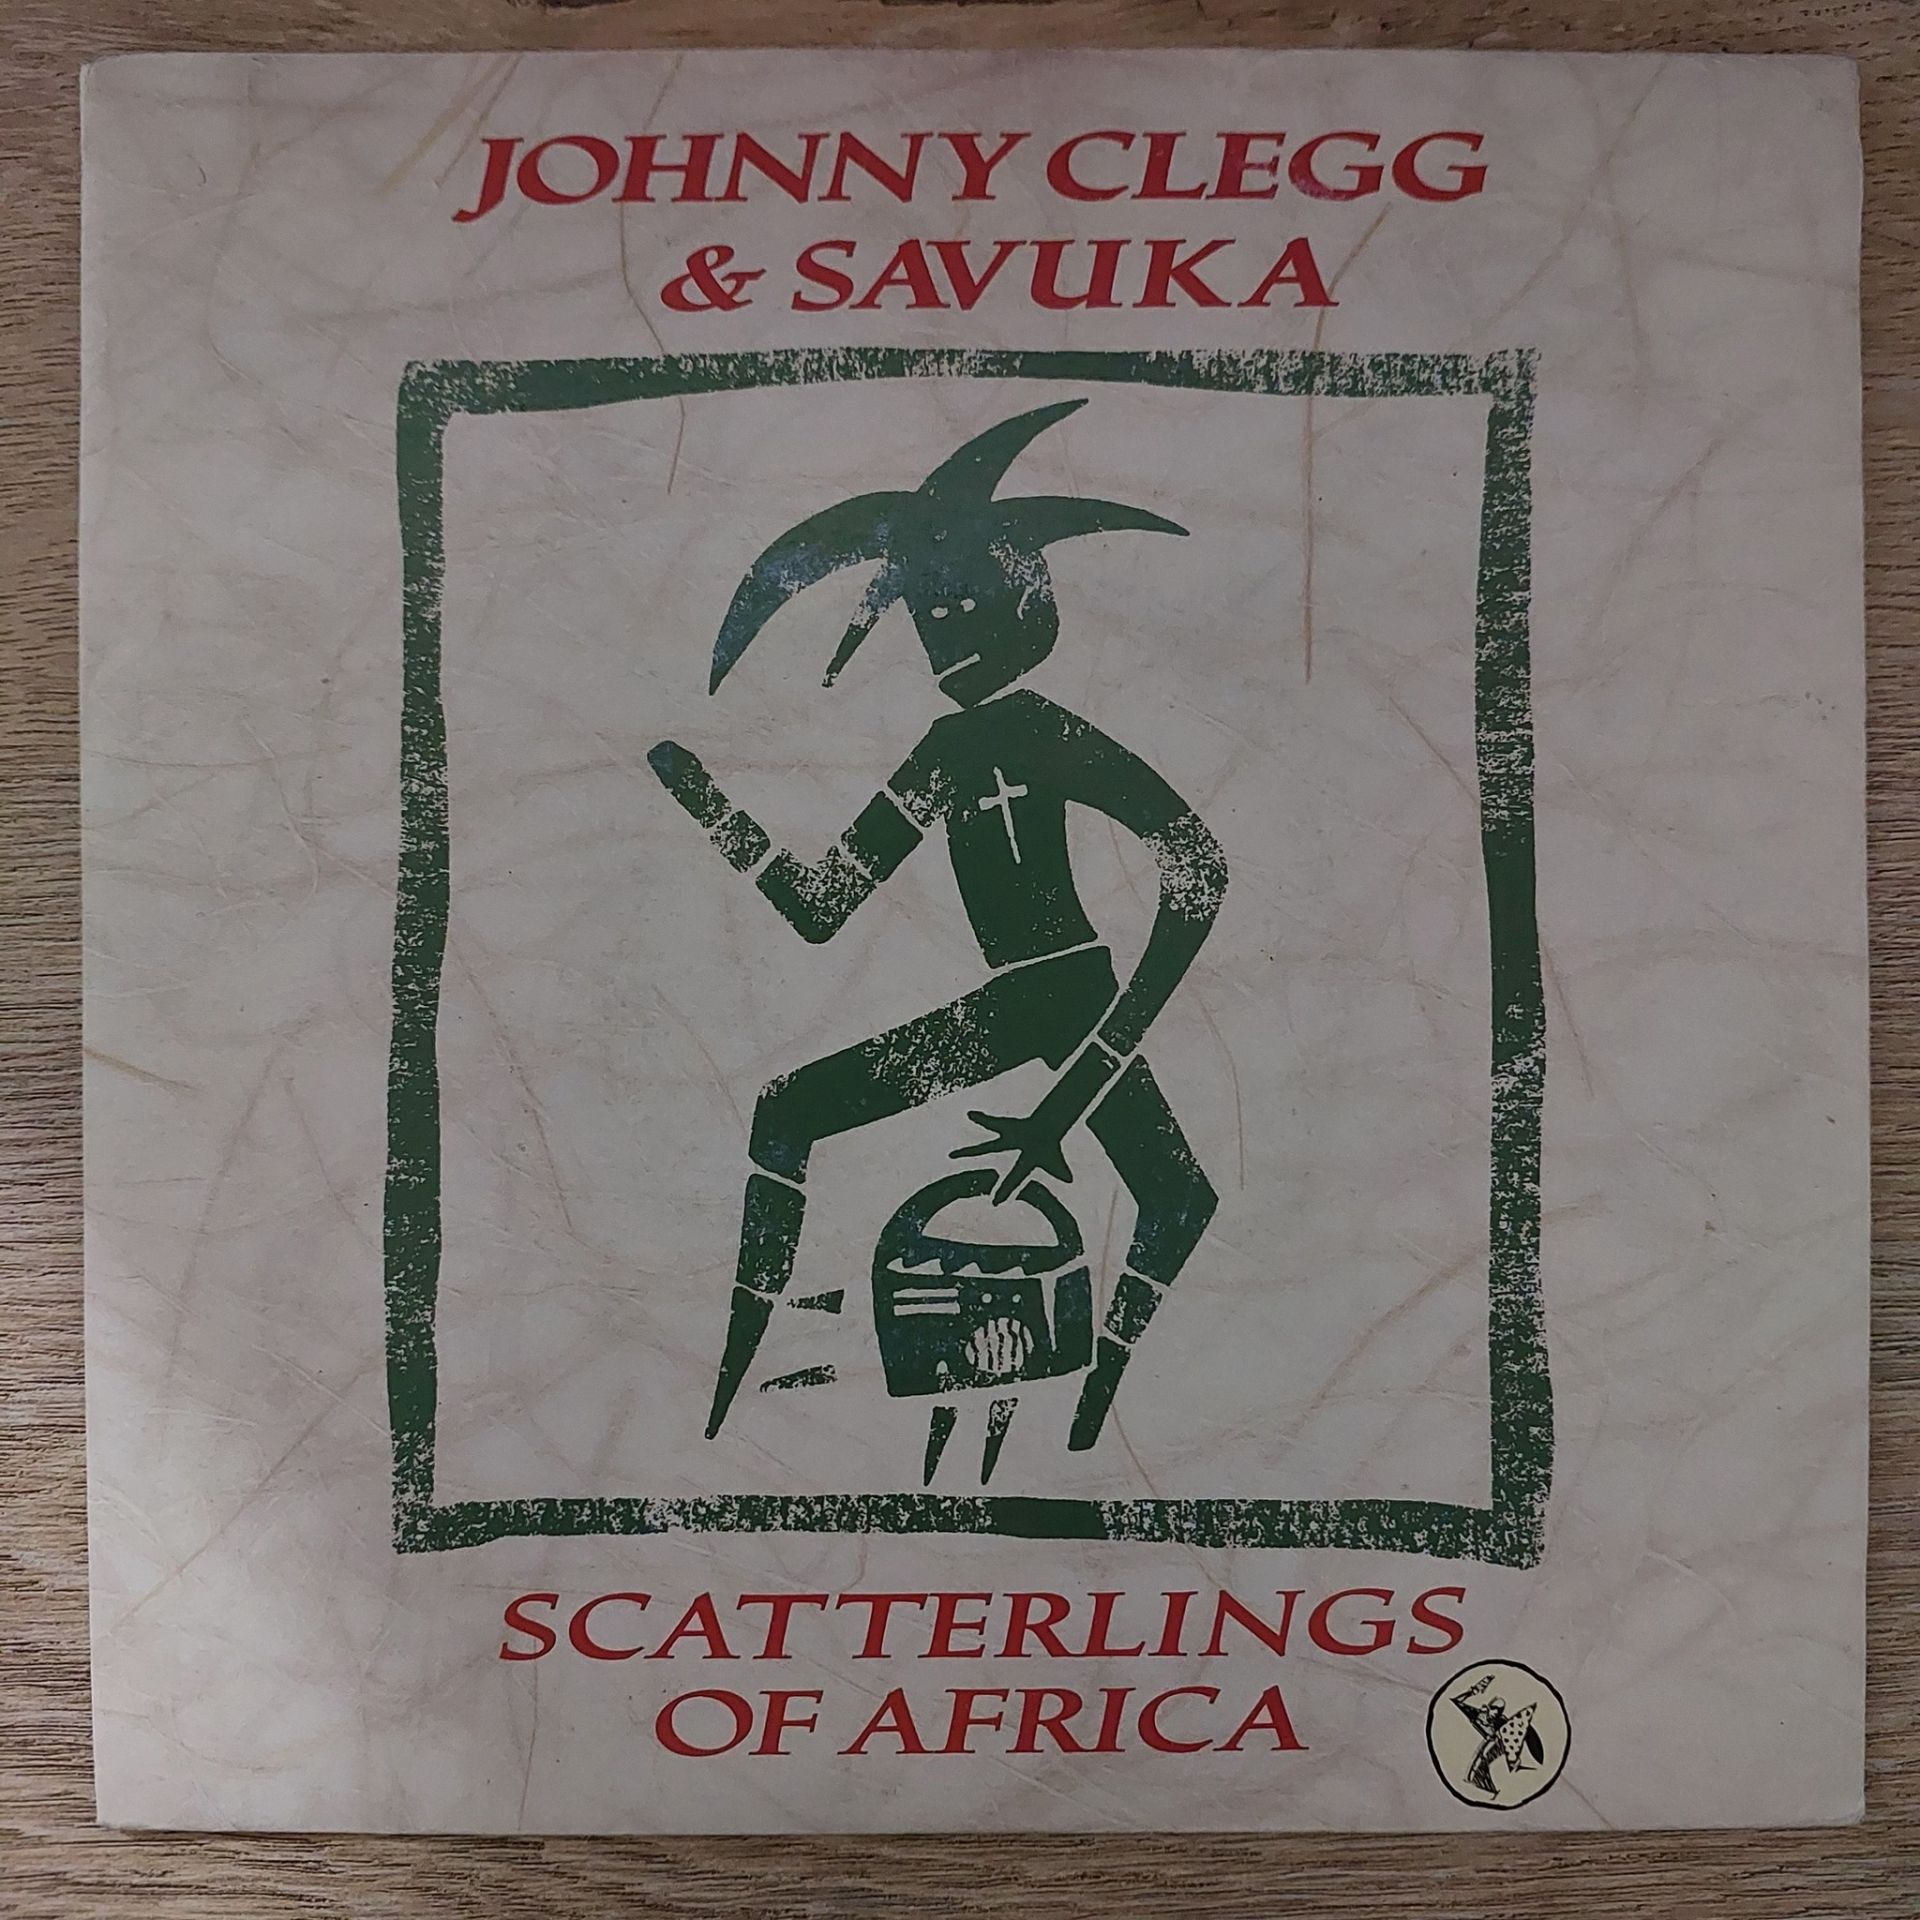 JOHNNY CLEGG
& SAVUKA
SCATTERLINGS
OF AFRICA